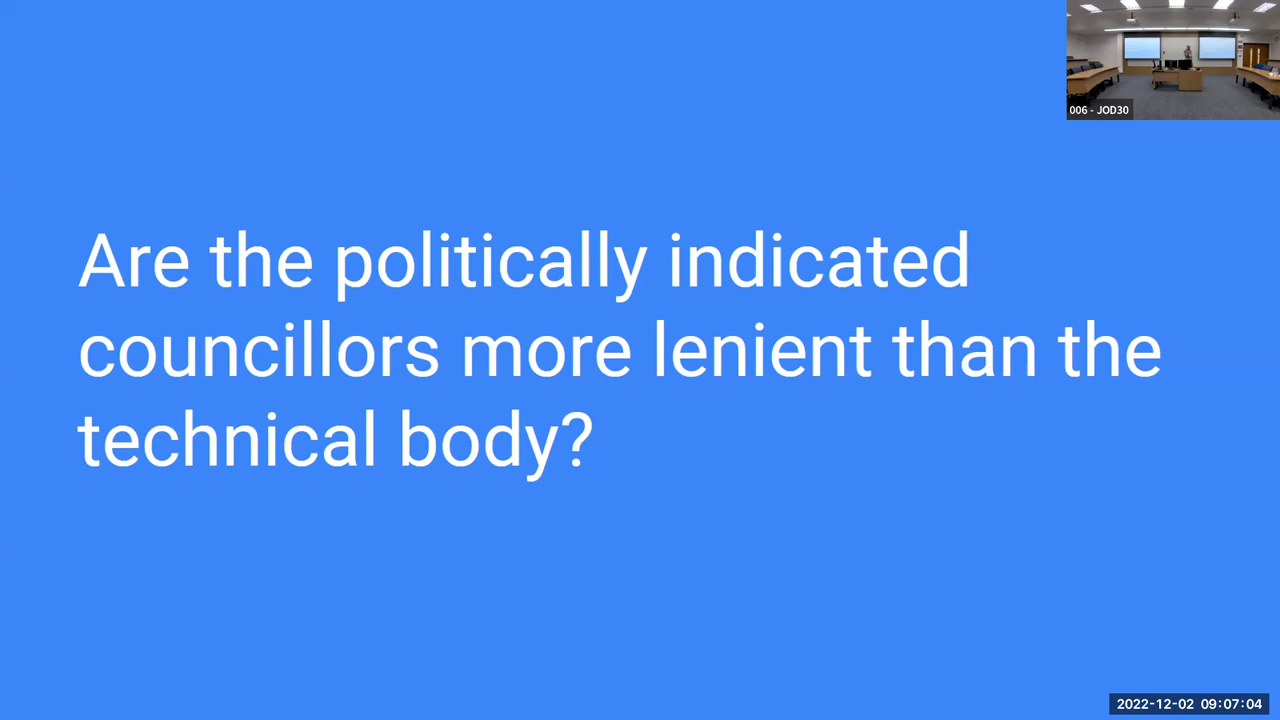 006 - JOD30
Are the politically indicated
councillors more lenient than the
technical body?
2022-12-02 09:07:04